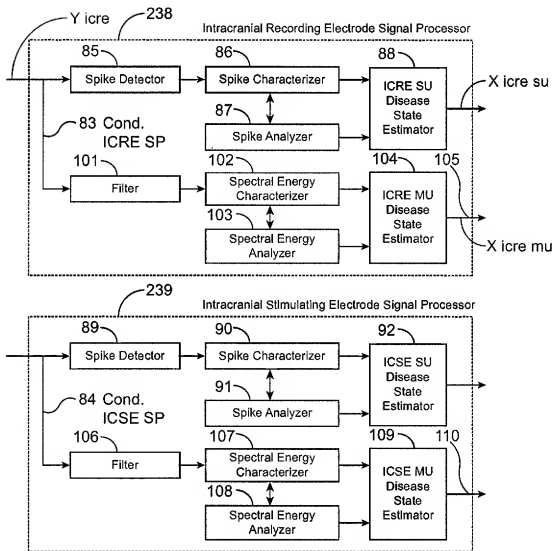 Y icre
238
Intracranial Recording Electrode Signal Processor
85
Spike Detector
86
Spike Characterizer
88
ICRE SU
Disease
State
Estimator
X icre su
87
Spike Analyzer
83 Cond.
ICRE SP
101
Filter
102
Spectral Energy
Characterizer
104
ICRE MU
Disease
State
Estimator
105
X icre mu
103
Spectral Energy
Analyzer
239
Intracranial Stimulating Electrode Signal Processor
89
Spike Detector
90
Spike Characterizer
92
ICSE SU
Disease
State
Estimator
91
Spike Analyzer
84 Cond.
ICSE SP
106
Filter
107
Spectral Energy
Characterizer
109
ICSE MU
Disease
State
Estimator
110
108
Spectral Energy
Analyzer